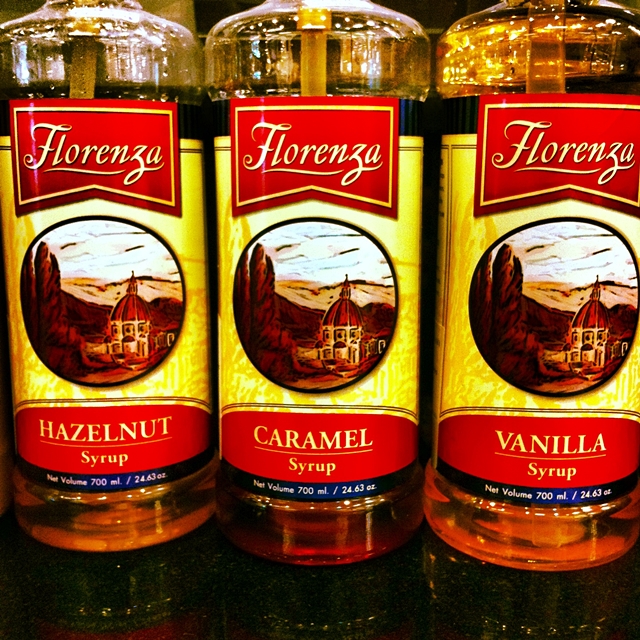 Florenza
HAZELNUT
Syrup
Net Volume 700 ml. / 24.63 oz.
Florenza
CARAMEL
Syrup
Net Volume 700 ml. / 24.63 oz.
Florenza
VANILLA
Syrup
Net Volume 700 ml. / 24.63 oz.